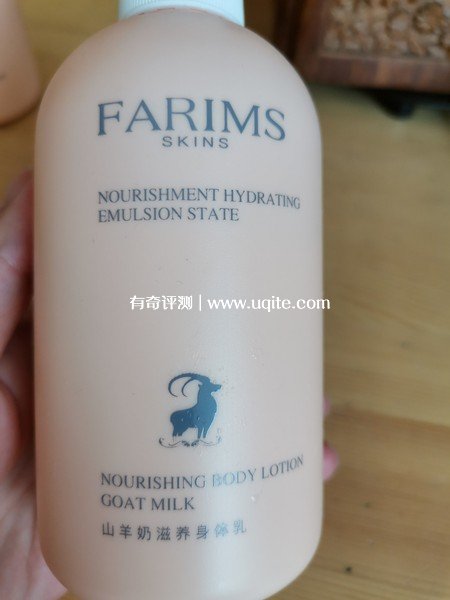 FARIMS
SKINS
NOURISHMENT HYDRATING
EMULSION STATE
有奇评测 | www.uqite.com
NOURISHING BODY LOTION
GOAT MILK
山羊奶滋养身体乳